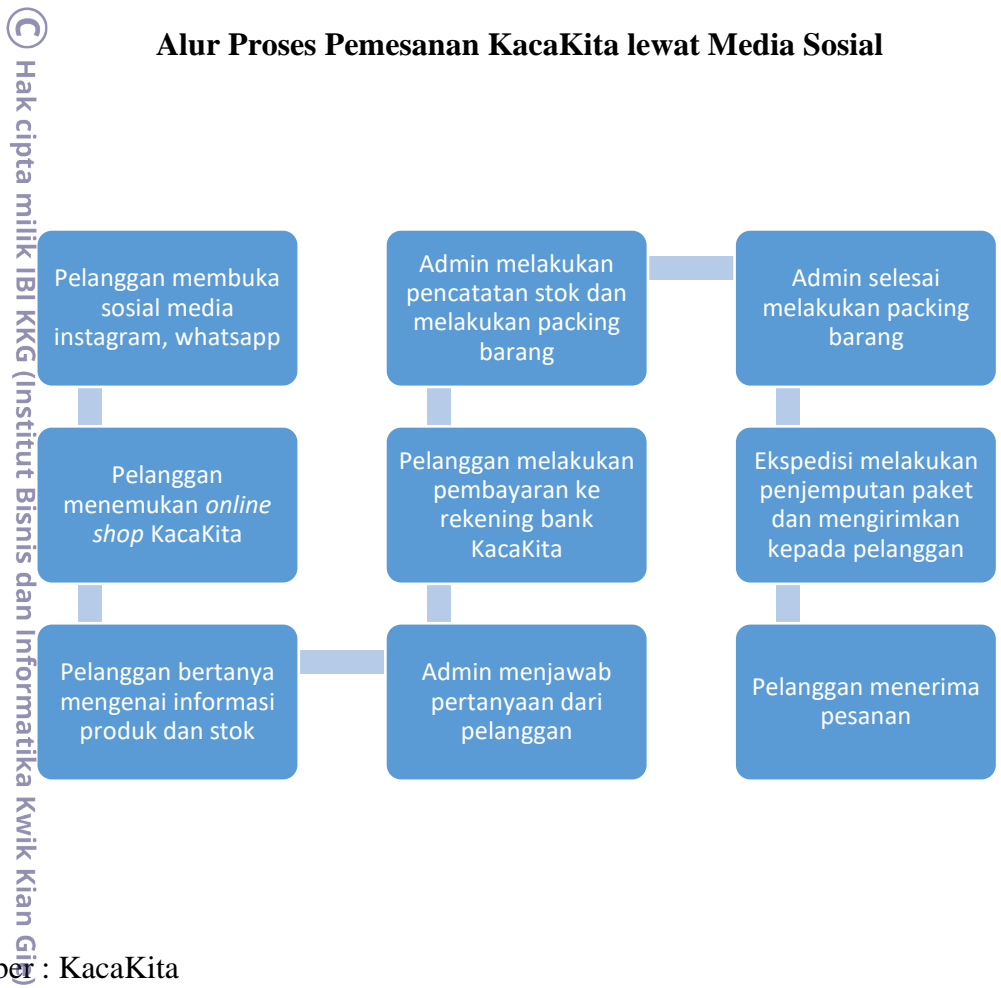 Alur Proses Pemesanan KacaKita lewat Media Sosial
© Hak cipta milik IBI KKG (Institut Bisnis dan Informatika Kwik Kian Gie)
Pelanggan membuka
sosial media
instagram, whatsapp
Pelanggan
menemukan online
shop KacaKita
Pelanggan bertanya
mengenai informasi
produk dan stok
Admin menjawab
pertanyaan dari
pelanggan
Pelanggan melakukan
pembayaran ke
rekening bank
KacaKita
Admin melakukan
pencatatan stok dan
melakukan packing
barang
Admin selesai
melakukan packing
barang
Ekspedisi melakukan
penjemputan paket
dan mengirimkan
kepada pelanggan
Pelanggan menerima
pesanan
ber : KacaKita